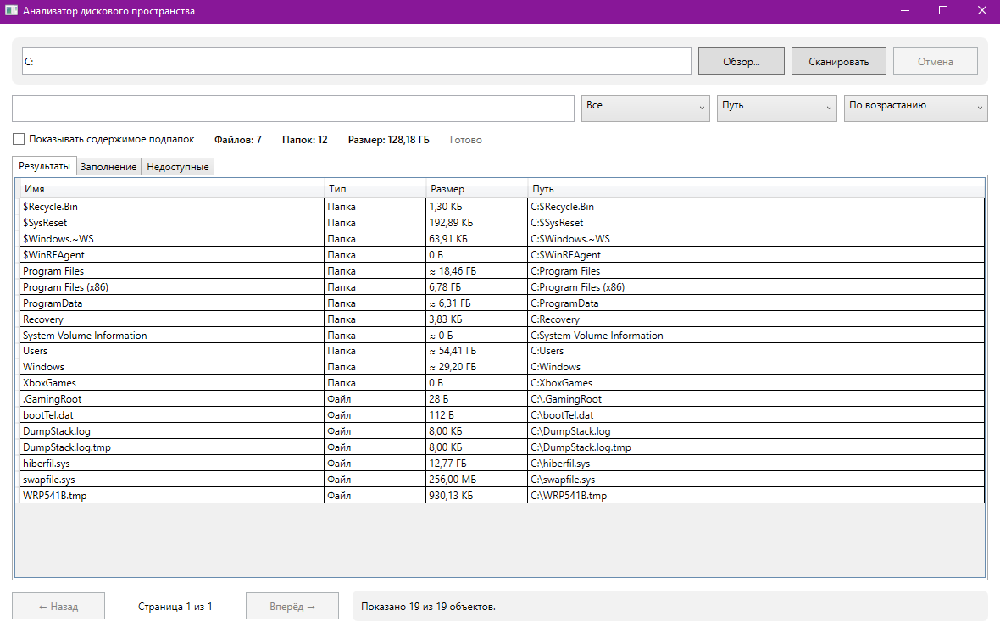 Анализатор дискового пространства
C:
Обзор...
Сканировать
Отмена
Все
Путь
По возрастанию
Показывать содержимое подпапок
Файлов: 7
Папок: 12
Размер: 128,18 ГБ
Готово
Результаты
Заполнение
Недоступные
Имя Тип Размер Путь
$Recycle.Bin Папка 1,30 КБ C:$Recycle.Bin
$SysReset Папка 192,89 КБ C:$SysReset
$Windows.~WS Папка 63,91 КБ C:$Windows.~WS
$WinREAgent Папка 0 Б C:$WinREAgent
Program Files Папка ≈ 18,46 ГБ C:Program Files
Program Files (x86) Папка 6,78 ГБ C:Program Files (x86)
ProgramData Папка ≈ 6,31 ГБ C:ProgramData
Recovery Папка 3,83 КБ C:Recovery
System Volume Information Папка ≈ 0 Б C:System Volume Information
Users Папка ≈ 54,41 ГБ C:Users
Windows Папка ≈ 29,20 ГБ C:Windows
XboxGames Папка 0 Б C:XboxGames
.GamingRoot Файл 28 Б C:\.GamingRoot
bootTel.dat Файл 112 Б C:\bootTel.dat
DumpStack.log Файл 8,00 КБ C:\DumpStack.log
DumpStack.log.tmp Файл 8,00 КБ C:\DumpStack.log.tmp
hiberfil.sys Файл 12,77 ГБ C:\hiberfil.sys
swapfile.sys Файл 256,00 МБ C:\swapfile.sys
WRP541B.tmp Файл 930,13 КБ C:\WRP541B.tmp
← Назад
Страница 1 из 1
Вперёд →
Показано 19 из 19 объектов.